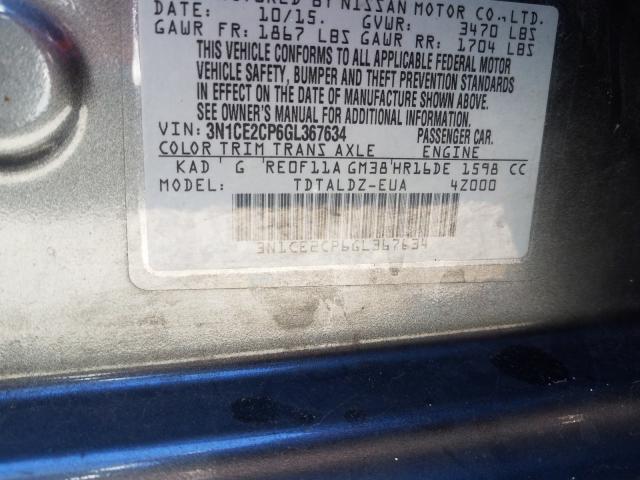 BY NISSAN MOTOR CO.,LTD.
DATE: 10/15. GVWR: 3470 LBS
GAWR FR: 1867 LBS GAWR RR: 1704 LBS
THIS VEHICLE CONFORMS TO ALL APPLICABLE FEDERAL MOTOR
VEHICLE SAFETY, BUMPER AND THEFT PREVENTION STANDARDS
IN EFFECT ON THE DATE OF MANUFACTURE SHOWN ABOVE.
SEE OWNER'S MANUAL FOR ADDITIONAL INFORMATION.
VIN: 3N1CE2CP6GL367634 PASSENGER CAR.
COLOR TRIM TRANS AXLE ENGINE
KAD G RE0F11A GM38 HR16DE 1598 CC
MODEL: TDTALDZ-EUA 4Z000
3N1CE2CP6GL367634